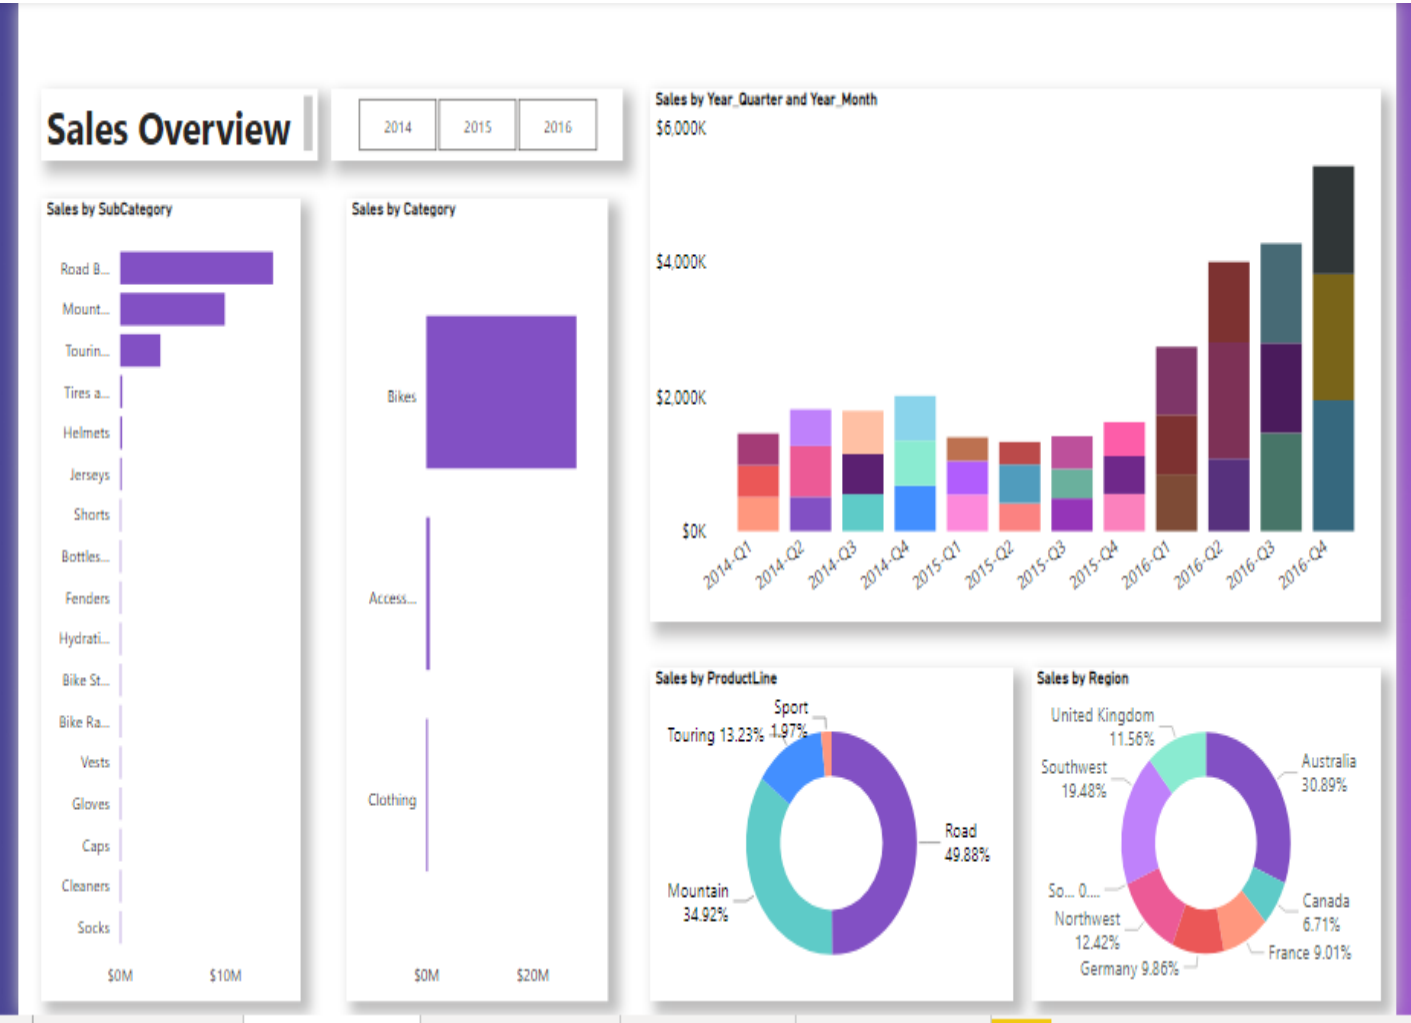 Sales Overview
2014
2015
2016
Sales by SubCategory
Road B...
Mount...
Tourin...
Tires a...
Helmets
Jerseys
Shorts
Bottles...
Fenders
Hydrati...
Bike St...
Bike Ra...
Vests
Gloves
Caps
Cleaners
Socks
$0M
$10M
Sales by Category
Bikes
Access...
Clothing
$0M
$20M
Sales by Year_Quarter and Year_Month
$6,000K
$4,000K
$2,000K
$0K
2014-Q1
2014-Q2
2014-Q3
2014-Q4
2015-Q1
2015-Q2
2015-Q3
2015-Q4
2016-Q1
2016-Q2
2016-Q3
2016-Q4
Sales by ProductLine
Sport
1.97%
Touring 13.23%
Road
49.88%
Mountain
34.92%
Sales by Region
United Kingdom
11.56%
Southwest
19.48%
So... 0....
Northwest
12.42%
Germany 9.86%
France 9.01%
Canada
6.71%
Australia
30.89%